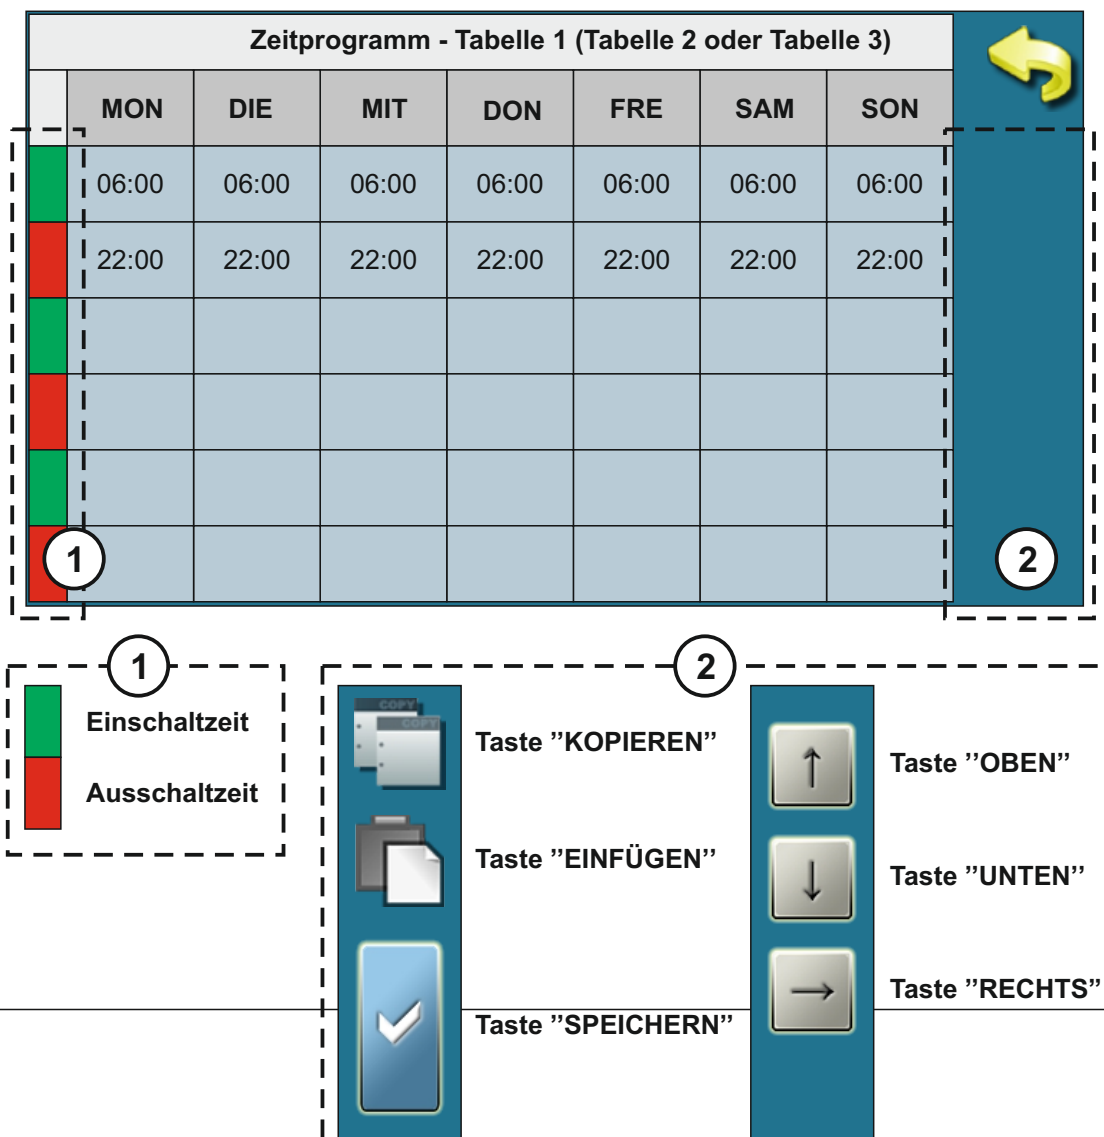 Zeitprogramm - Tabelle 1 (Tabelle 2 oder Tabelle 3)
MON DIE MIT DON FRE SAM SON
06:00 06:00 06:00 06:00 06:00 06:00 06:00
22:00 22:00 22:00 22:00 22:00 22:00 22:00
1 2
1 2
COPY
COPY
Einschaltzeit
Ausschaltzeit
Taste ’’KOPIEREN’’
Taste ’’EINFÜGEN’’
Taste ’’SPEICHERN’’
Taste ’’OBEN’’
Taste ’’UNTEN’’
Taste ’’RECHTS’’